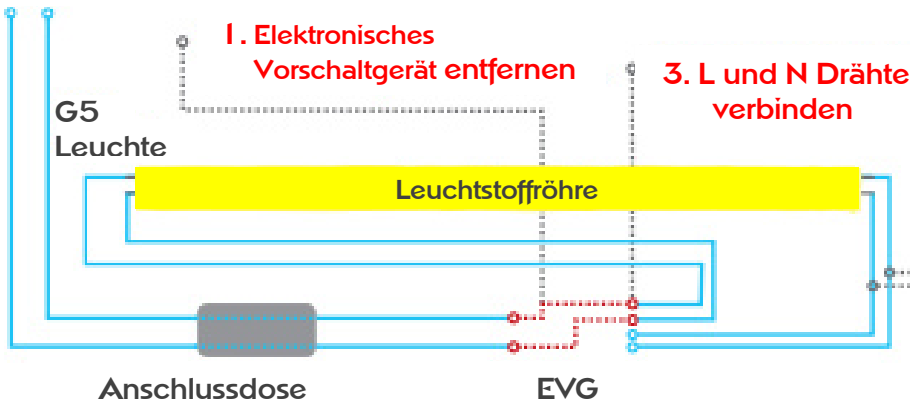 1. Elektronisches
Vorschaltgerät entfernen
3. L und N Drähte
verbinden
G5
Leuchte
Leuchtstoffröhre
Anschlussdose
EVG